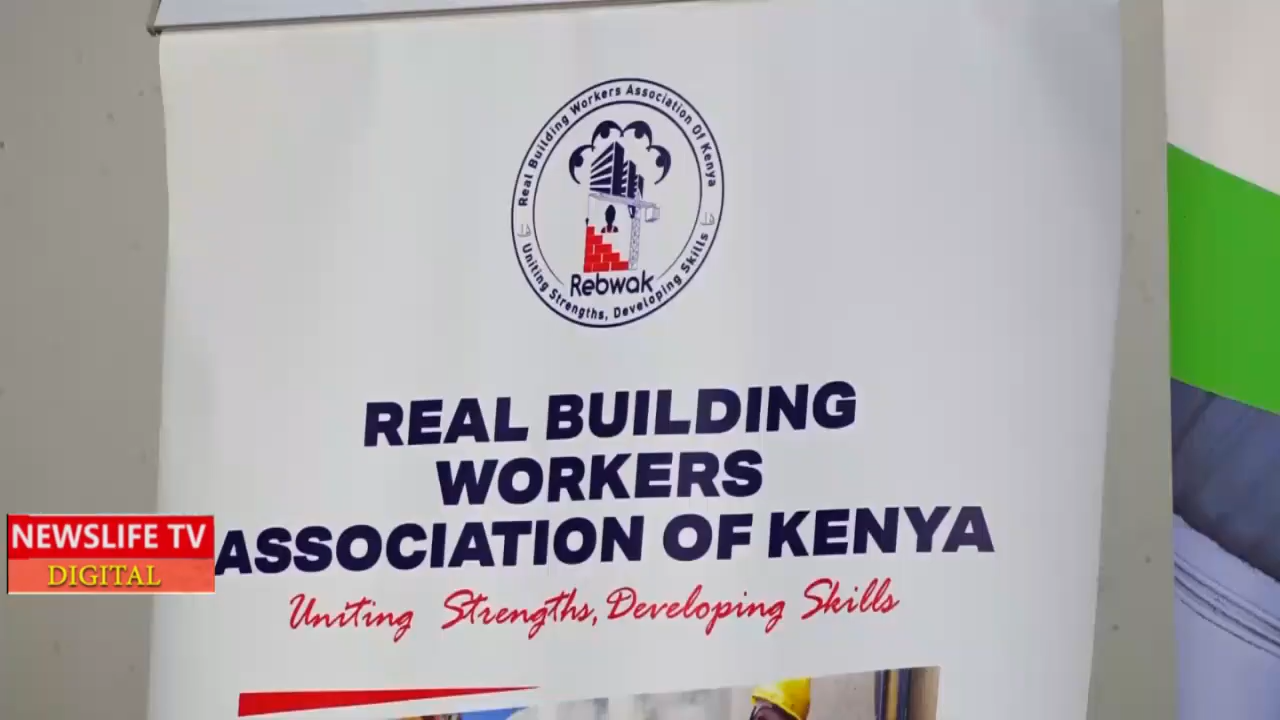 Real Building Workers Association Of Kenya
Rebwak
Uniting Strengths, Developing Skills
REAL BUILDING
WORKERS
ASSOCIATION OF KENYA
Uniting Strengths, Developing Skills
NEWSLIFE TV
DIGITAL